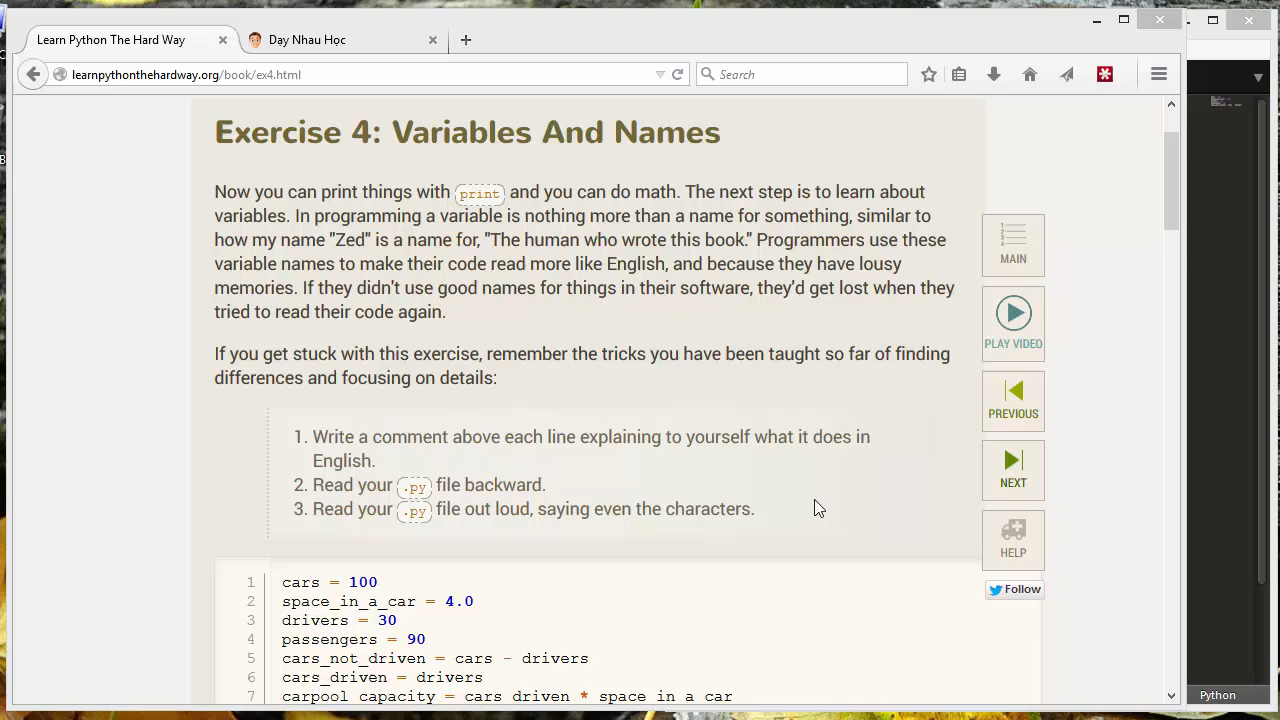 Learn Python The Hard Way
Dạy Nhau Học
learnpythonthehardway.org/book/ex4.html
Search
Exercise 4: Variables And Names
Now you can print things with print and you can do math. The next step is to learn about
variables. In programming a variable is nothing more than a name for something, similar to
how my name "Zed" is a name for, "The human who wrote this book." Programmers use these
variable names to make their code read more like English, and because they have lousy
memories. If they didn't use good names for things in their software, they'd get lost when they
tried to read their code again.
If you get stuck with this exercise, remember the tricks you have been taught so far of finding
differences and focusing on details:
1. Write a comment above each line explaining to yourself what it does in
English.
2. Read your .py file backward.
3. Read your .py file out loud, saying even the characters.
1 cars = 100
2 space_in_a_car = 4.0
3 drivers = 30
4 passengers = 90
5 cars_not_driven = cars - drivers
6 cars_driven = drivers
7 carpool_capacity = cars_driven * space_in_a_car
MAIN
PLAY VIDEO
PREVIOUS
NEXT
HELP
Follow
Python